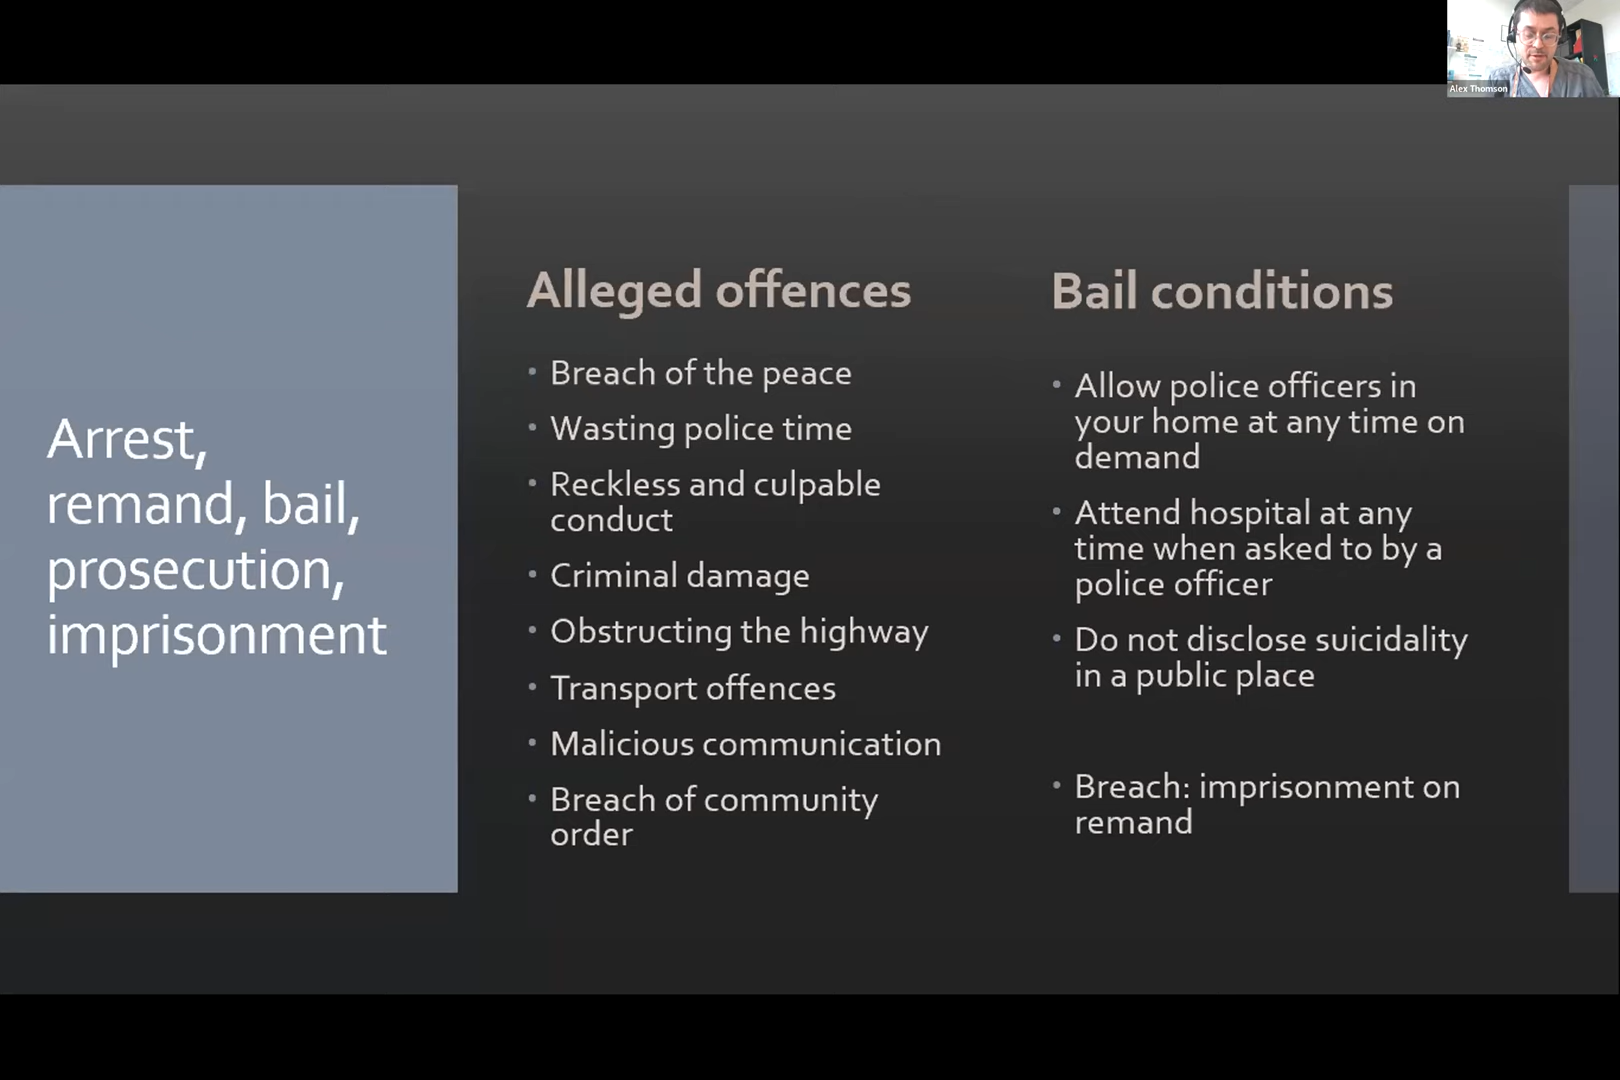 Alex Thomson
Arrest,
remand, bail,
prosecution,
imprisonment
Alleged offences
• Breach of the peace
• Wasting police time
• Reckless and culpable
conduct
• Criminal damage
• Obstructing the highway
• Transport offences
• Malicious communication
• Breach of community
order
Bail conditions
• Allow police officers in
your home at any time on
demand
• Attend hospital at any
time when asked to by a
police officer
• Do not disclose suicidality
in a public place
• Breach: imprisonment on
remand